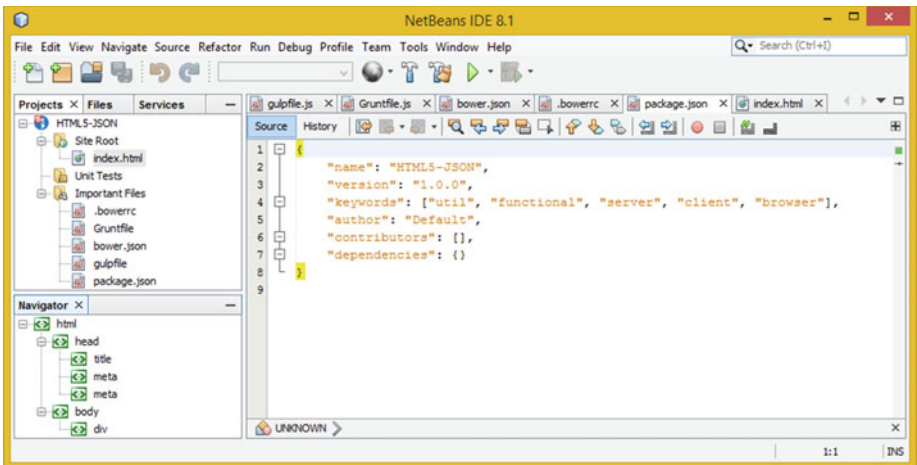 NetBeans IDE 8.1
File Edit View Navigate Source Refactor Run Debug Profile Team Tools Window Help
Search (Ctrl+I)
Projects Files Services
HTML5-JSON
Site Root
index.html
Unit Tests
Important Files
.bowerrc
Gruntfile
bower.json
gulpfile
package.json
Navigator
html
head
title
meta
meta
body
div
gulpfile.js Gruntfile.js bower.json .bowerrc package.json index.html
Source History
1 {
2 "name": "HTML5-JSON",
3 "version": "1.0.0",
4 "keywords": ["util", "functional", "server", "client", "browser"],
5 "author": "Default",
6 "contributors": [],
7 "dependencies": {}
8 }
9
UNKNOWN
1:1 INS